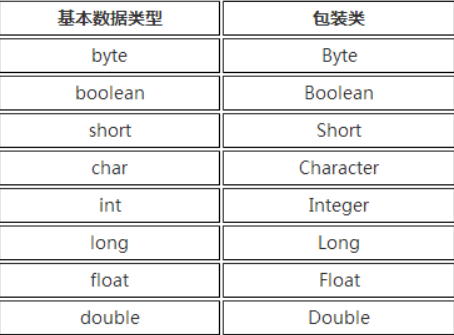 基本数据类型 包装类
byte Byte
boolean Boolean
short Short
char Character
int Integer
long Long
float Float
double Double